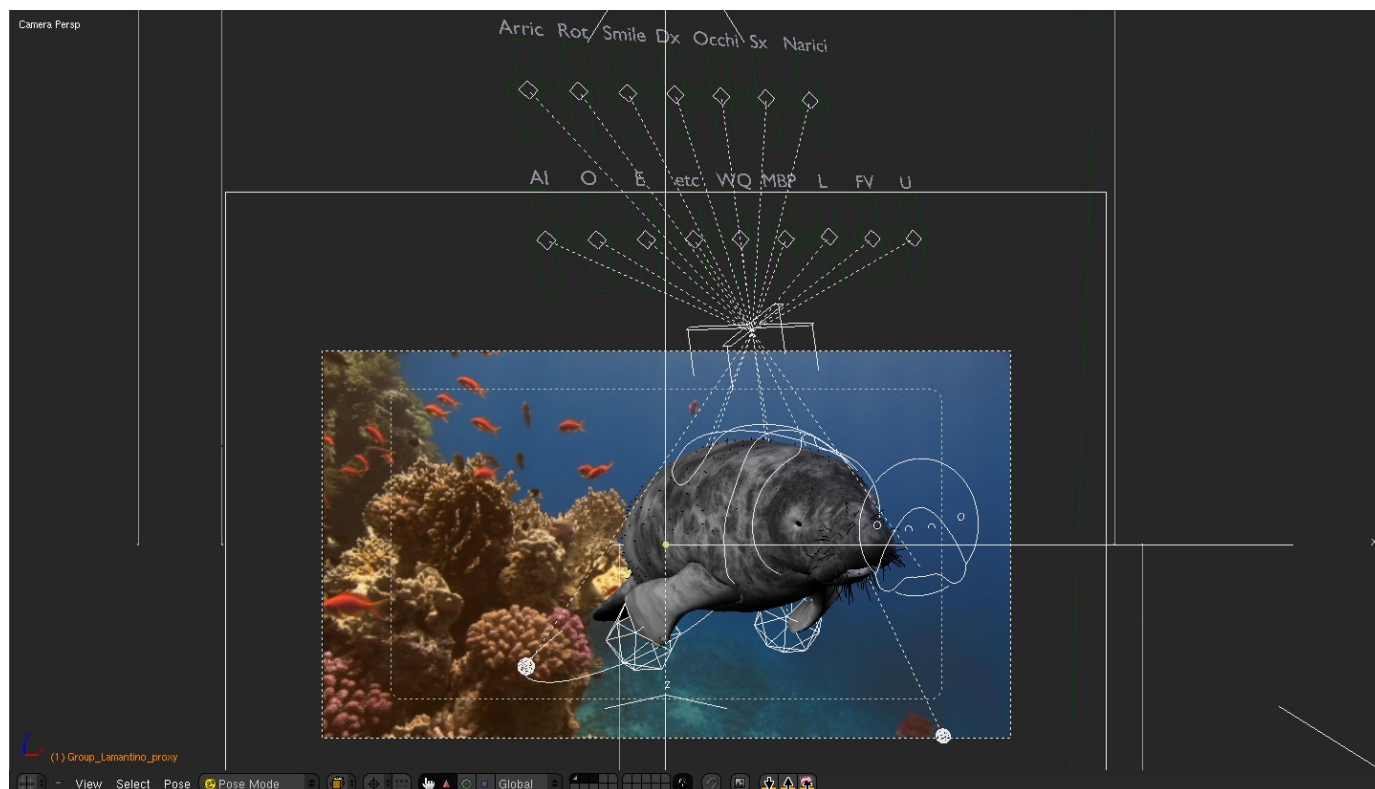 Camera Persp
Arric Rot Smile Dx Occhi Sx Narici
AI O E etc WQ MBP L FV U
z
(1) Group_Lamantino_proxy
View Select Pose Pose Mode Global